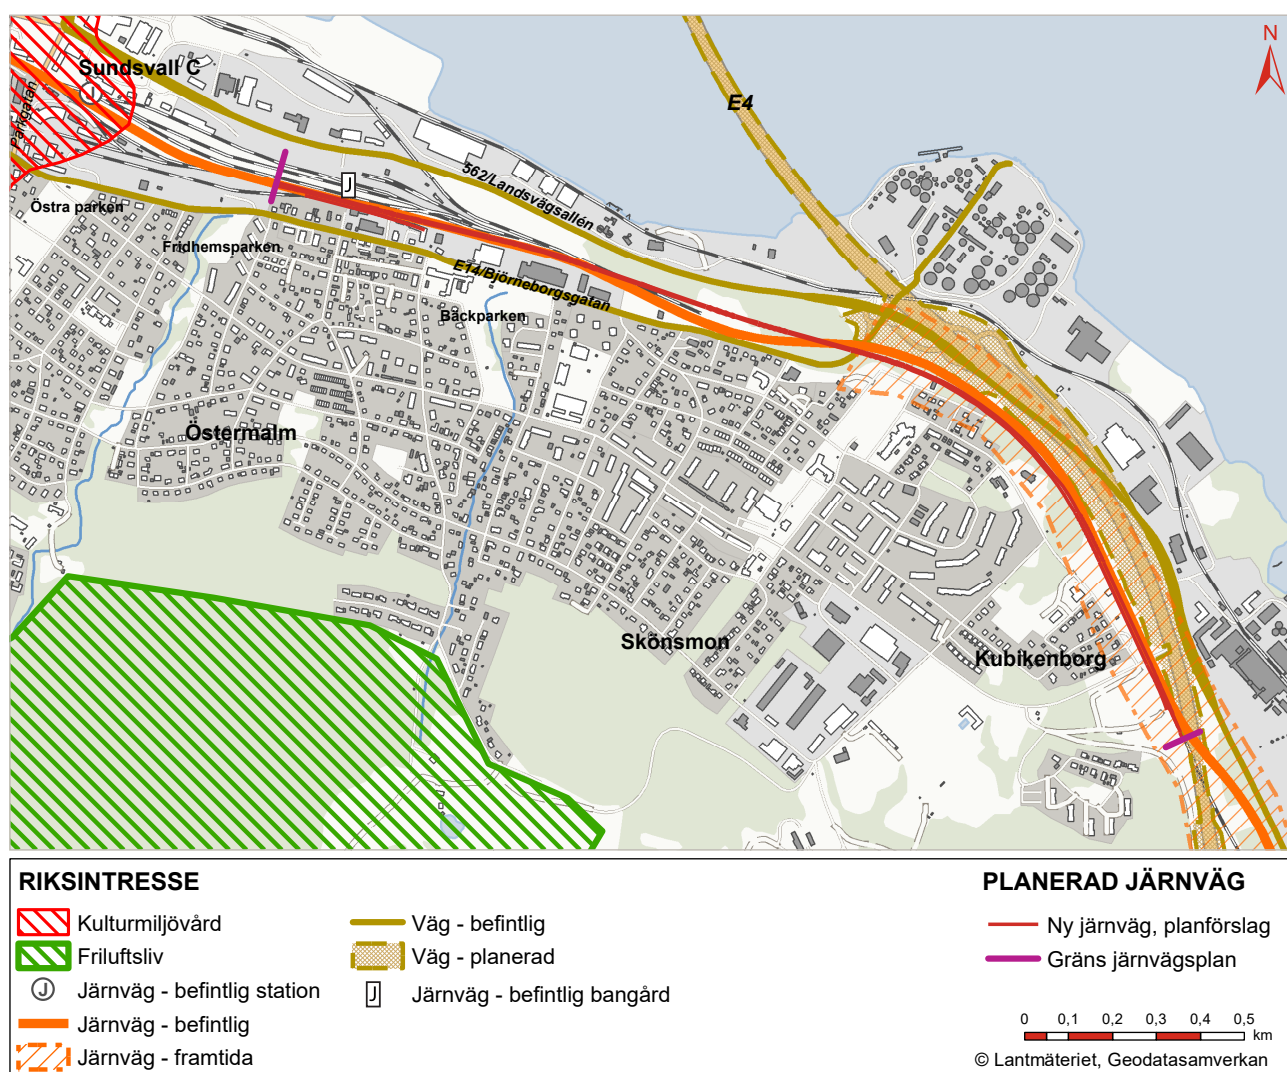 N
Sundsvall C
J
Parkgatan
E4
J
562/Landsvägsallén
Östra parken
Fridhemsparken
E14/Björneborgsgatan
Bäckparken
Östermalm
Skönsmon
Kubikenborg
RIKSINTRESSE
Kulturmiljövård
Friluftsliv
J Järnväg - befintlig station
Järnväg - befintlig
Järnväg - framtida
Väg - befintlig
Väg - planerad
J Järnväg - befintlig bangård
PLANERAD JÄRNVÄG
Ny järnväg, planförslag
Gräns järnvägsplan
0 0,1 0,2 0,3 0,4 0,5
km
© Lantmäteriet, Geodatasamverkan